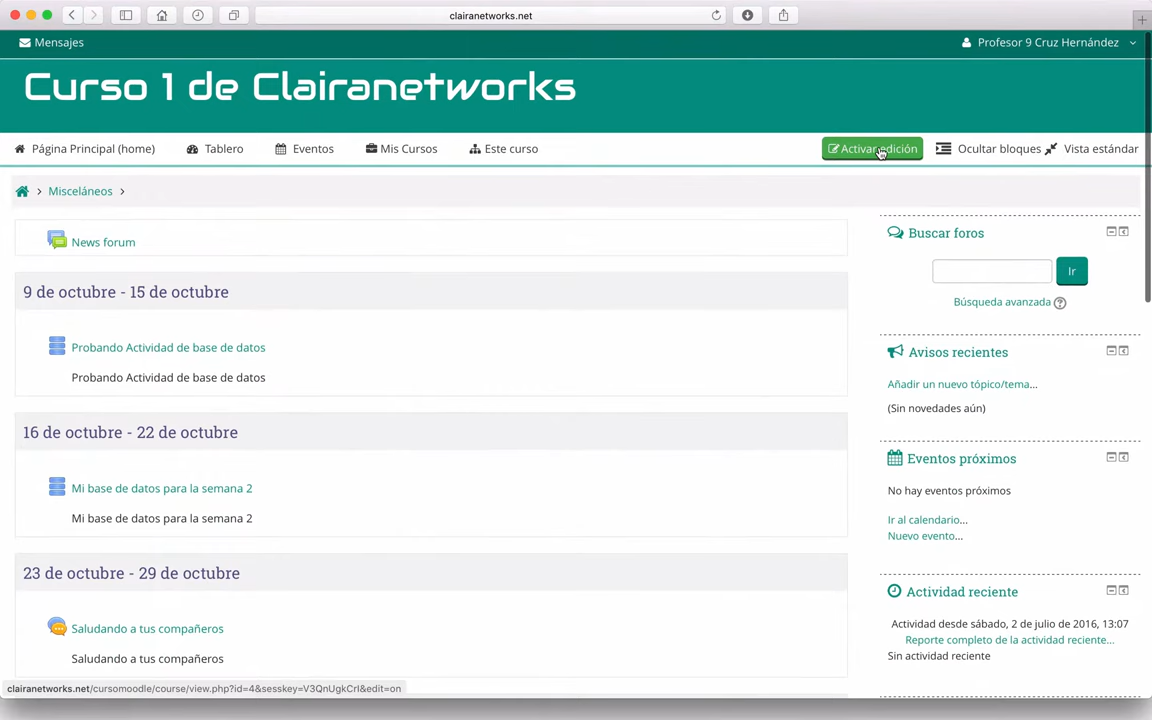 clairanetworks.net
Mensajes
Profesor 9 Cruz Hernández
Curso 1 de Clairanetworks
Página Principal (home) Tablero Eventos Mis Cursos Este curso Activar edición Ocultar bloques Vista estándar
Misceláneos
News forum
9 de octubre - 15 de octubre
Probando Actividad de base de datos
Probando Actividad de base de datos
16 de octubre - 22 de octubre
Mi base de datos para la semana 2
Mi base de datos para la semana 2
23 de octubre - 29 de octubre
Saludando a tus compañeros
Saludando a tus compañeros
Buscar foros
Ir
Búsqueda avanzada
Avisos recientes
Añadir un nuevo tópico/tema...
(Sin novedades aún)
Eventos próximos
No hay eventos próximos
Ir al calendario...
Nuevo evento...
Actividad reciente
Actividad desde sábado, 2 de julio de 2016, 13:07
Reporte completo de la actividad reciente...
Sin actividad reciente
clairanetworks.net/cursomoodle/course/view.php?id=4&sesskey=V3QnUgkCrI&edit=on